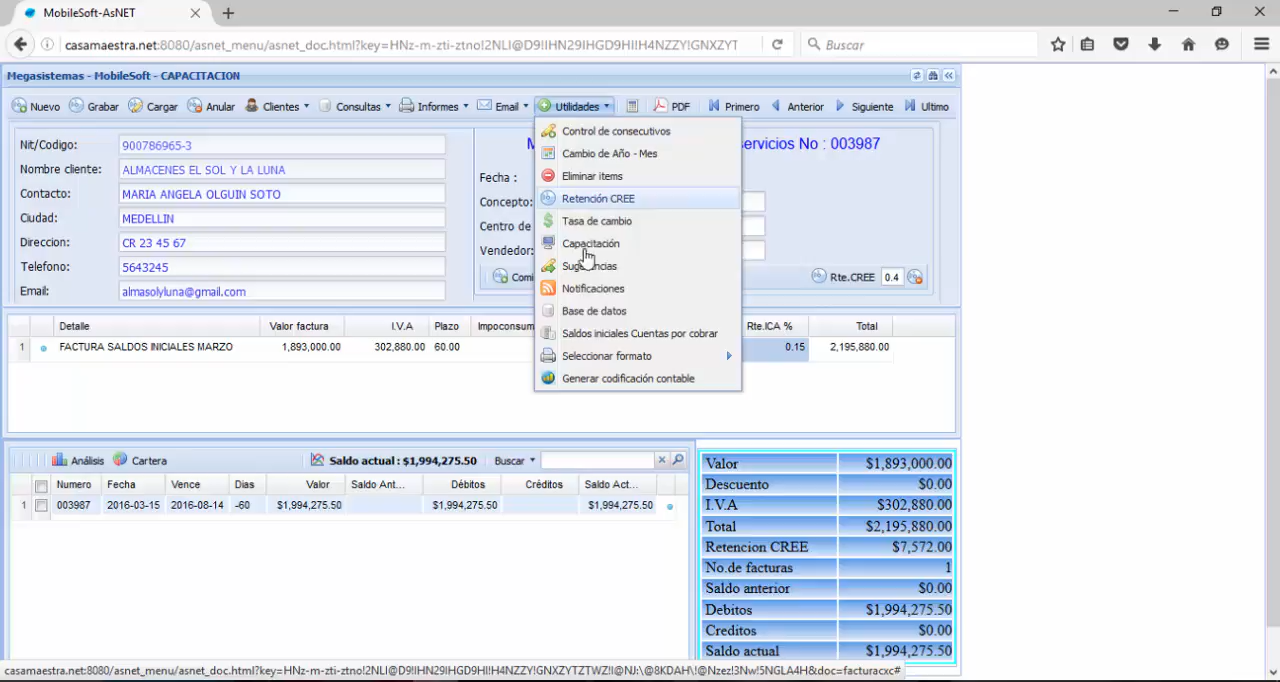 MobileSoft-AsNET
casamaestra.net:8080/asnet_menu/asnet_doc.html?key=HNz-m-zti-ztno!2NLI@D9!IHN29IHGD9HI!H4NZZY!GNXZYT
Buscar
Megasistemas - MobileSoft - CAPACITACION
Nuevo Grabar Cargar Anular Clientes Consultas Informes Email Utilidades PDF Primero Anterior Siguiente Ultimo
Nit/Codigo: 900786965-3
Nombre cliente: ALMACENES EL SOL Y LA LUNA
Contacto: MARIA ANGELA OLGUIN SOTO
Ciudad: MEDELLIN
Direccion: CR 23 45 67
Telefono: 5643245
Email: almasolyluna@gmail.com
servicios No : 003987
Fecha :
Concepto:
Centro de
Vendedor:
Rte.CREE 0.4
Control de consecutivos
Cambio de Año - Mes
Eliminar items
Retención CREE
Tasa de cambio
Capacitación
Sugerencias
Notificaciones
Base de datos
Saldos iniciales Cuentas por cobrar
Seleccionar formato
Generar codificación contable
Detalle Valor factura I.V.A Plazo Impoconsum Rte.ICA % Total
1 FACTURA SALDOS INICIALES MARZO 1,893,000.00 302,880.00 60.00 0.15 2,195,880.00
Análisis Cartera Saldo actual : $1,994,275.50 Buscar
Numero Fecha Vence Dias Valor Saldo Ant... Débitos Créditos Saldo Act...
1 003987 2016-03-15 2016-08-14 -60 $1,994,275.50 $1,994,275.50 $1,994,275.50
Valor $1,893,000.00
Descuento $0.00
I.V.A $302,880.00
Total $2,195,880.00
Retencion CREE $7,572.00
No.de facturas 1
Saldo anterior $0.00
Debitos $1,994,275.50
Creditos $0.00
Saldo actual $1,994,275.50
casamaestra.net:8080/asnet_menu/asnet_doc.html?key=HNz-m-zti-ztno!2NLI@D9!IHN29IHGD9HI!H4NZZY!GNXZYTZTWZ!I@NJ:\@8KDAH\!@Nzez!3Nw!5NGLA4H&doc=facturacxc#